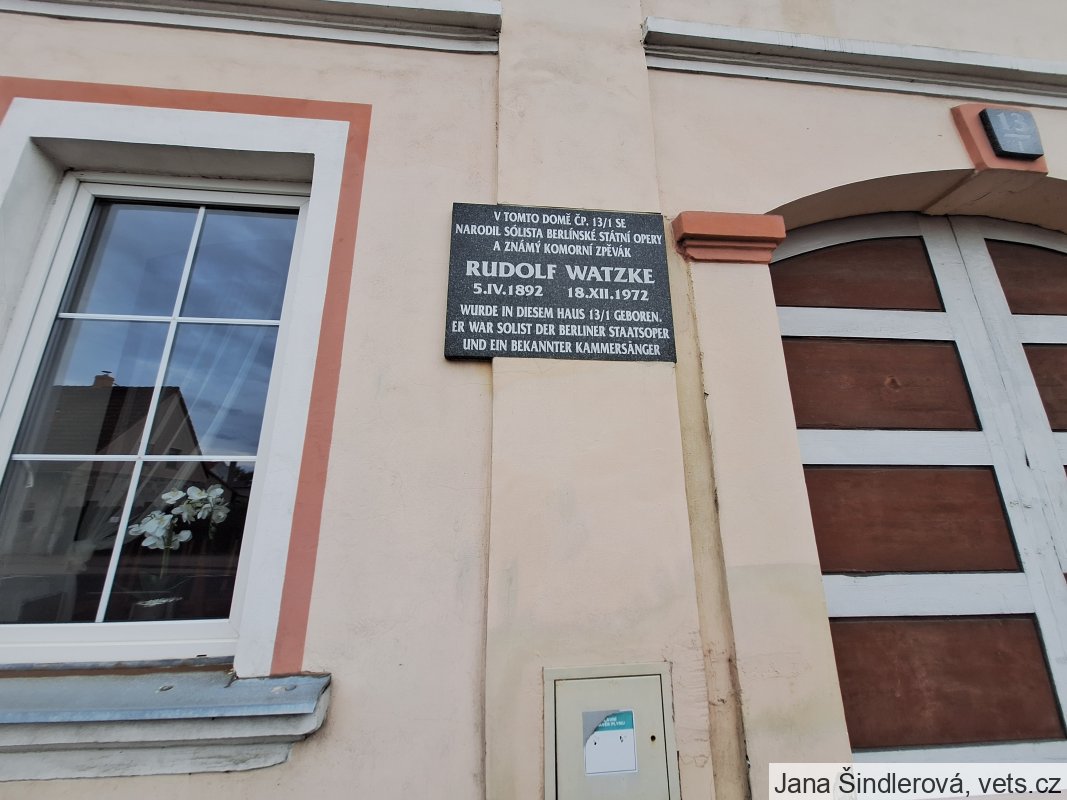 13
1
V TOMTO DOMĚ ČP. 13/1 SE
NARODIL SÓLISTA BERLÍNSKÉ STÁTNÍ OPERY
A ZNÁMÝ KOMORNÍ ZPĚVÁK
RUDOLF WATZKE
5.IV.1892 18.XII.1972
WURDE IN DIESEM HAUS 13/1 GEBOREN.
ER WAR SOLIST DER BERLINER STAATSOPER
UND EIN BEKANNTER KAMMERSÄNGER
Jana Šindlerová, vets.cz